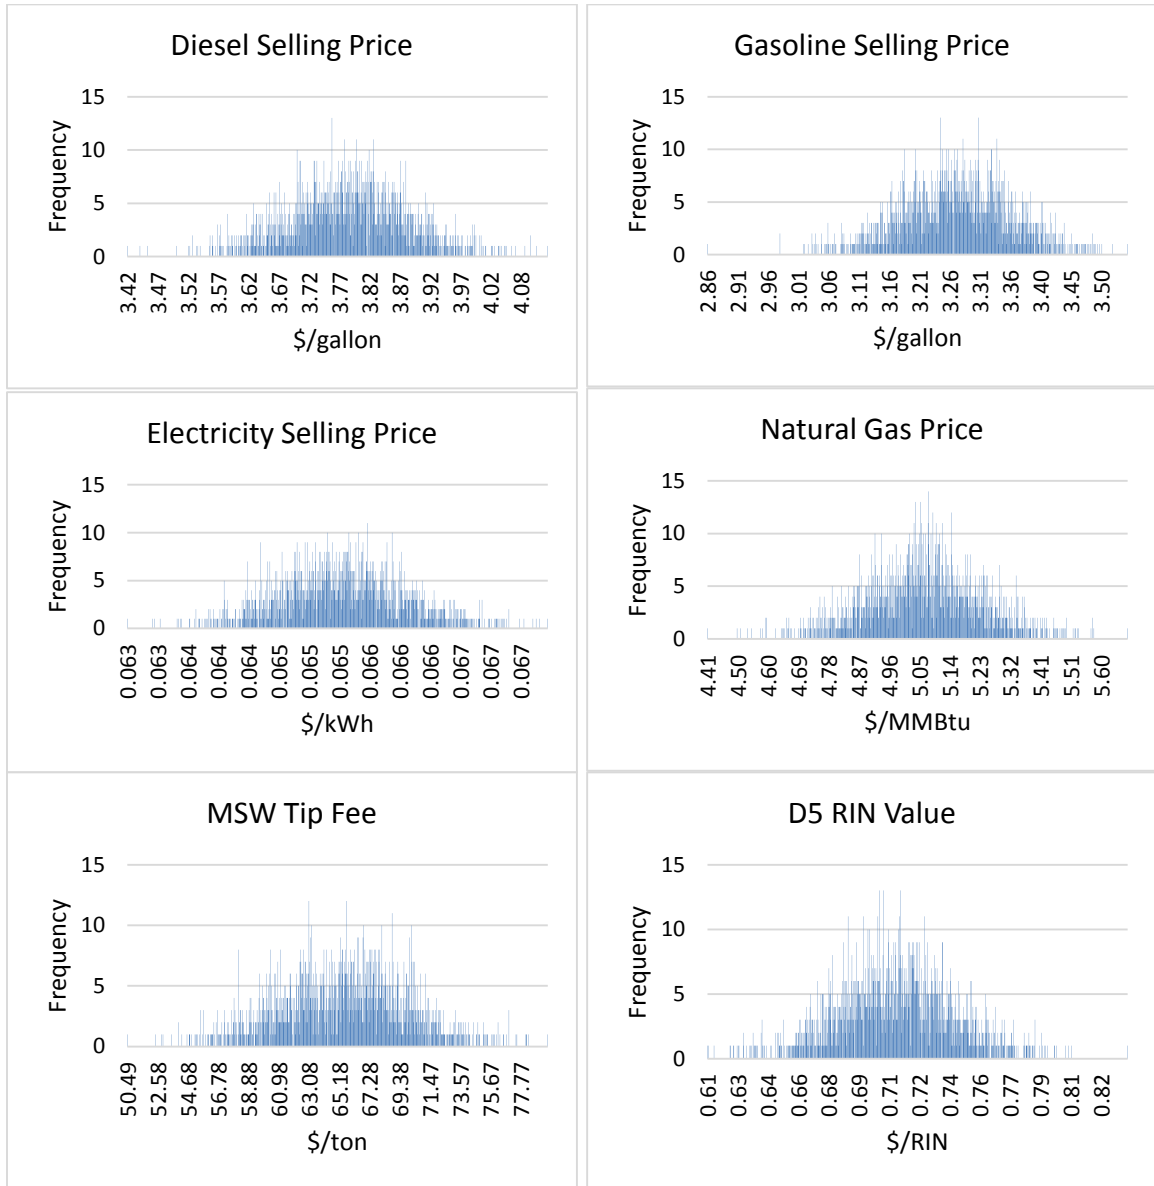 Diesel Selling Price
Frequency
15
10
5
0
3.42 3.47 3.52 3.57 3.62 3.67 3.72 3.77 3.82 3.87 3.92 3.97 4.02 4.08
$/gallon
Gasoline Selling Price
Frequency
15
10
5
0
2.86 2.91 2.96 3.01 3.06 3.11 3.16 3.21 3.26 3.31 3.36 3.40 3.45 3.50
$/gallon
Electricity Selling Price
Frequency
15
10
5
0
0.063 0.063 0.064 0.064 0.064 0.065 0.065 0.065 0.066 0.066 0.066 0.067 0.067 0.067
$/kWh
Natural Gas Price
Frequency
15
10
5
0
4.41 4.50 4.60 4.69 4.78 4.87 4.96 5.05 5.14 5.23 5.32 5.41 5.51 5.60
$/MMBtu
MSW Tip Fee
Frequency
15
10
5
0
50.49 52.58 54.68 56.78 58.88 60.98 63.08 65.18 67.28 69.38 71.47 73.57 75.67 77.77
$/ton
D5 RIN Value
Frequency
15
10
5
0
0.61 0.63 0.64 0.66 0.68 0.69 0.71 0.72 0.74 0.76 0.77 0.79 0.81 0.82
$/RIN